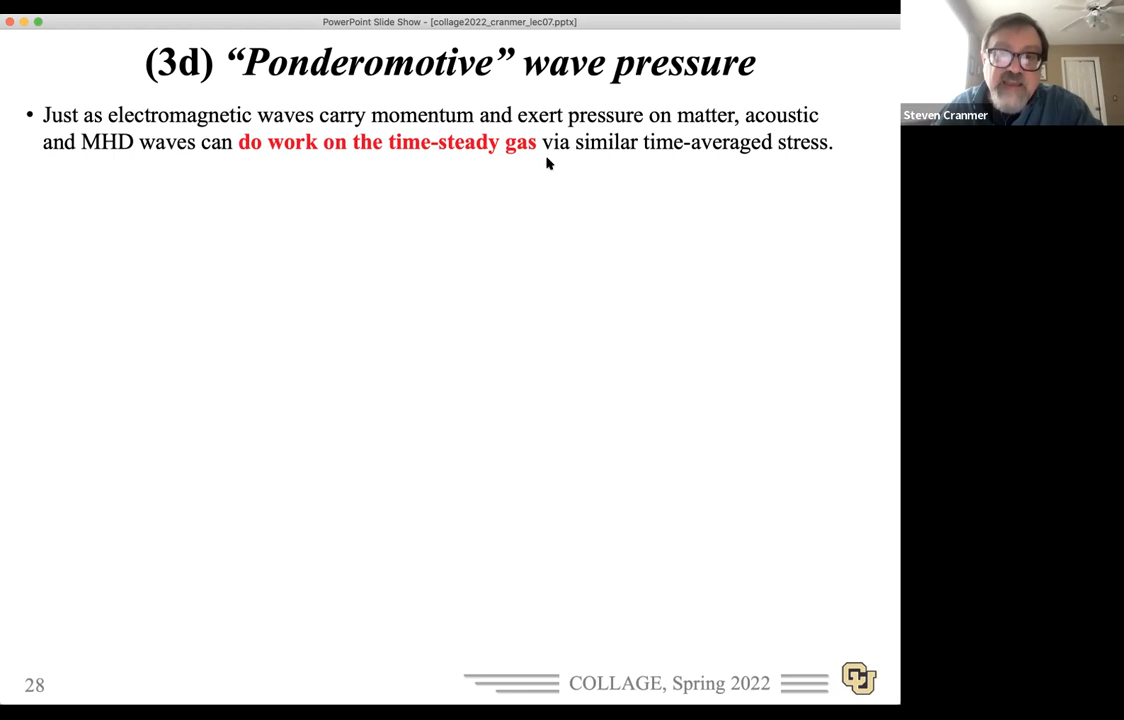 PowerPoint Slide Show - [collage2022_cranmer_lec07.pptx]
(3d) “Ponderomotive” wave pressure
• Just as electromagnetic waves carry momentum and exert pressure on matter, acoustic
and MHD waves can do work on the time-steady gas via similar time-averaged stress.
Steven Cranmer
28
COLLAGE, Spring 2022
CU